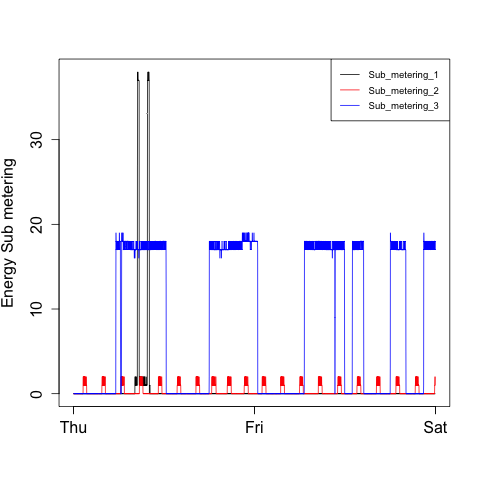 Sub_metering_1
Sub_metering_2
Sub_metering_3
Energy Sub metering
30
20
10
0
Thu Fri Sat